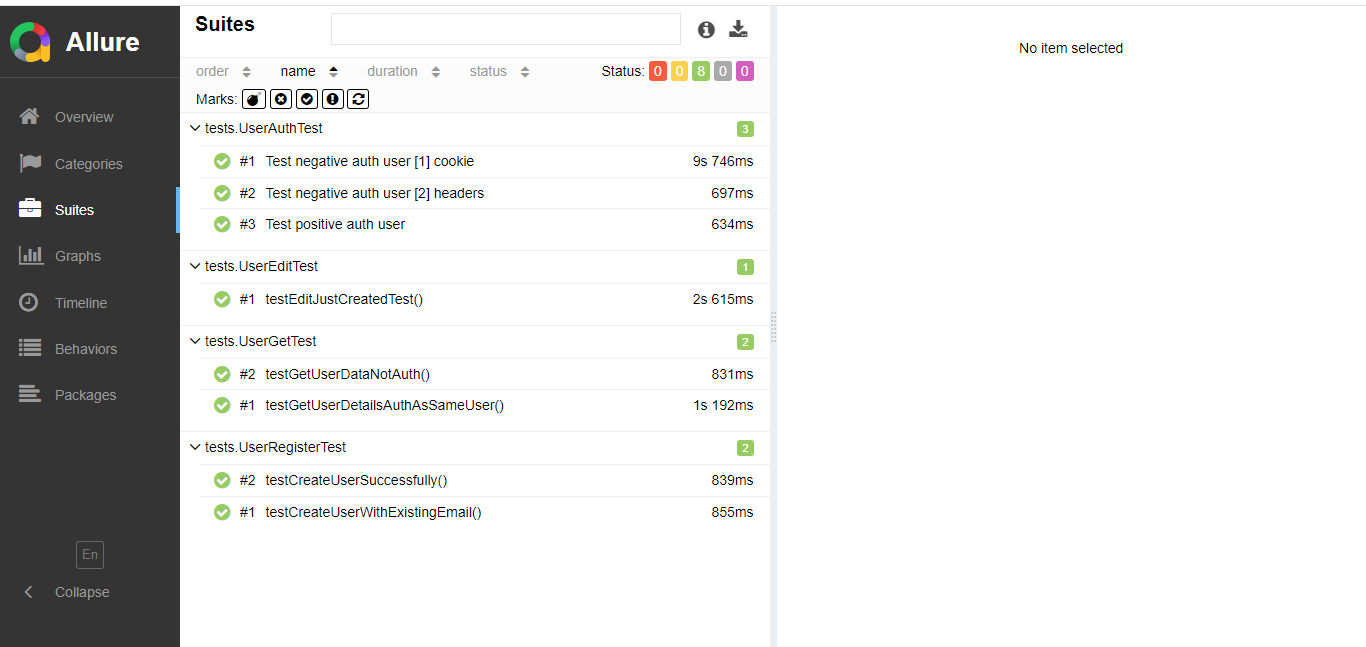 Allure
Overview
Categories
Suites
Graphs
Timeline
Behaviors
Packages
En
Collapse
Suites
order name duration status Status: 0 0 8 0 0
Marks:
tests.UserAuthTest 3
#1 Test negative auth user [1] cookie 9s 746ms
#2 Test negative auth user [2] headers 697ms
#3 Test positive auth user 634ms
tests.UserEditTest 1
#1 testEditJustCreatedTest() 2s 615ms
tests.UserGetTest 2
#2 testGetUserDataNotAuth() 831ms
#1 testGetUserDetailsAuthAsSameUser() 1s 192ms
tests.UserRegisterTest 2
#2 testCreateUserSuccessfully() 839ms
#1 testCreateUserWithExistingEmail() 855ms
No item selected